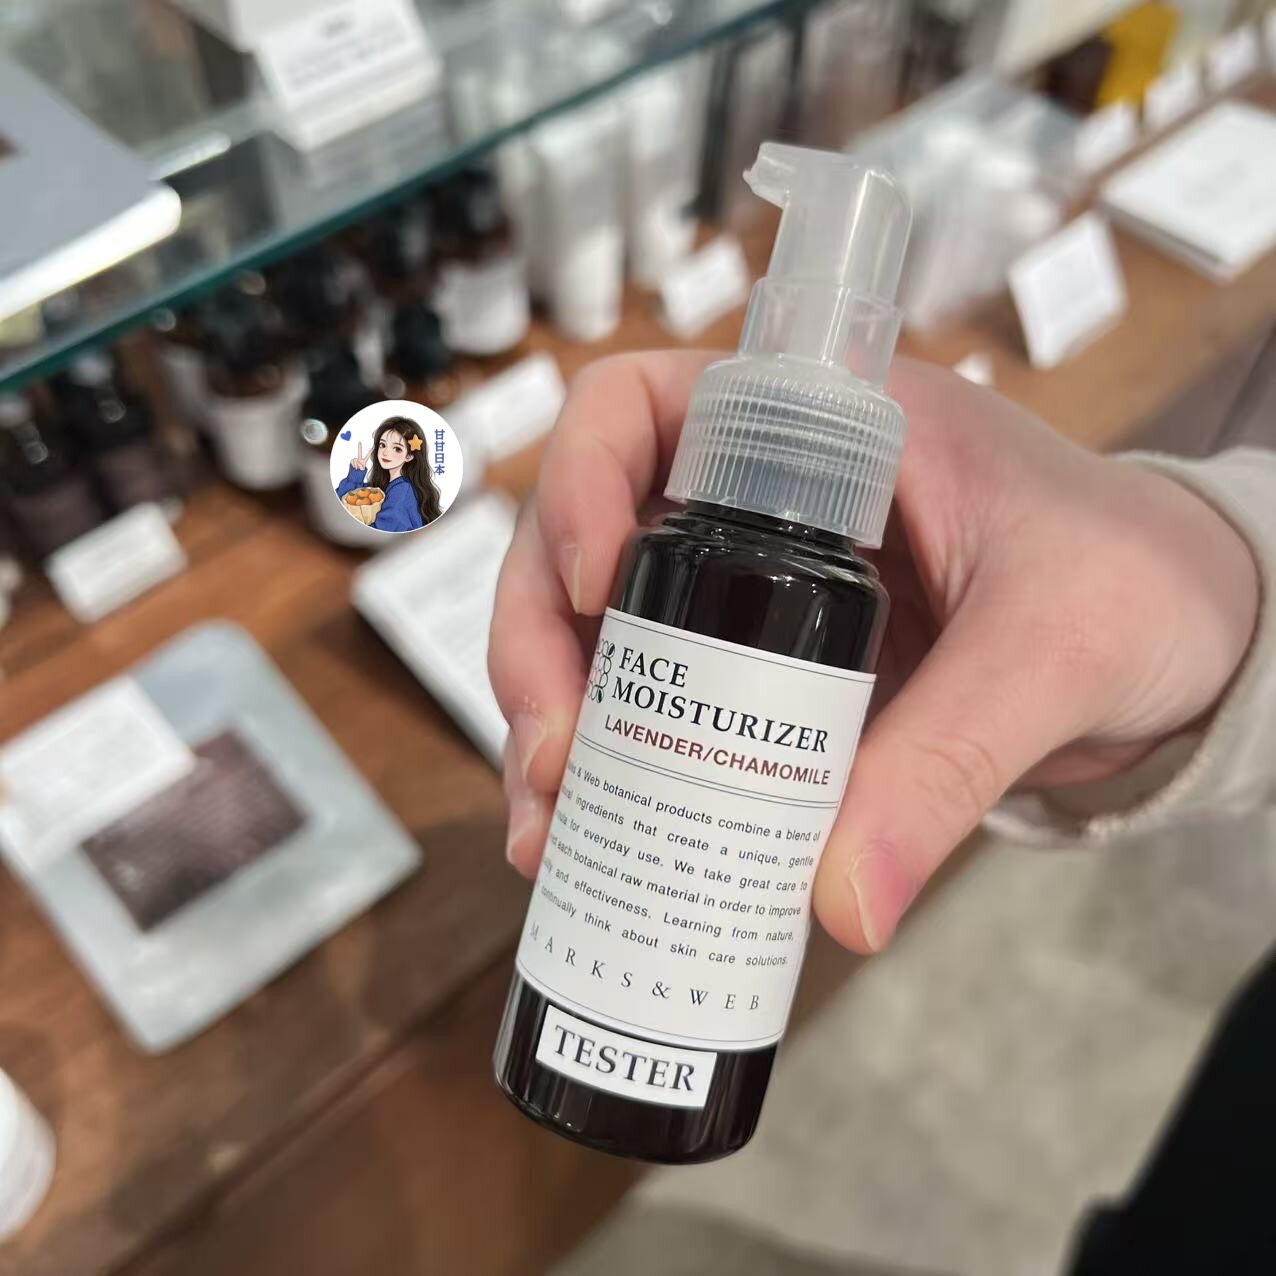 甘甘日本
FACE
MOISTURIZER
LAVENDER/CHAMOMILE
& Web botanical products combine a blend of
ingredients that create a unique, gentle
for everyday use. We take great care to
each botanical raw material in order to improve
and effectiveness. Learning from nature,
continually think about skin care solutions.
MARKS & WEB
TESTER